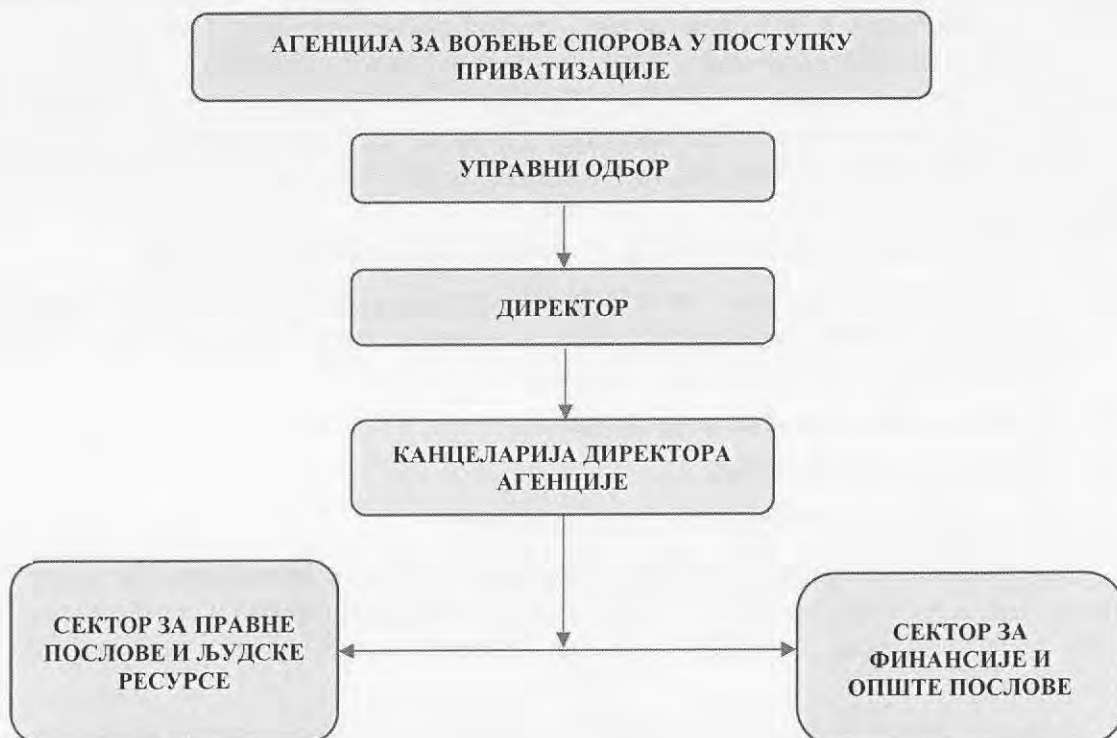 АГЕНЦИЈА ЗА ВОЂЕЊЕ СПОРОВА У ПОСТУПКУ
ПРИВАТИЗАЦИЈЕ
УПРАВНИ ОДБОР
ДИРЕКТОР
КАНЦЕЛАРИЈА ДИРЕКТОРА
АГЕНЦИЈЕ
СЕКТОР ЗА ПРАВНЕ
ПОСЛОВЕ И ЉУДСКЕ
РЕСУРСЕ
СЕКТОР ЗА
ФИНАНСИЈЕ И
ОПШТЕ ПОСЛОВЕ